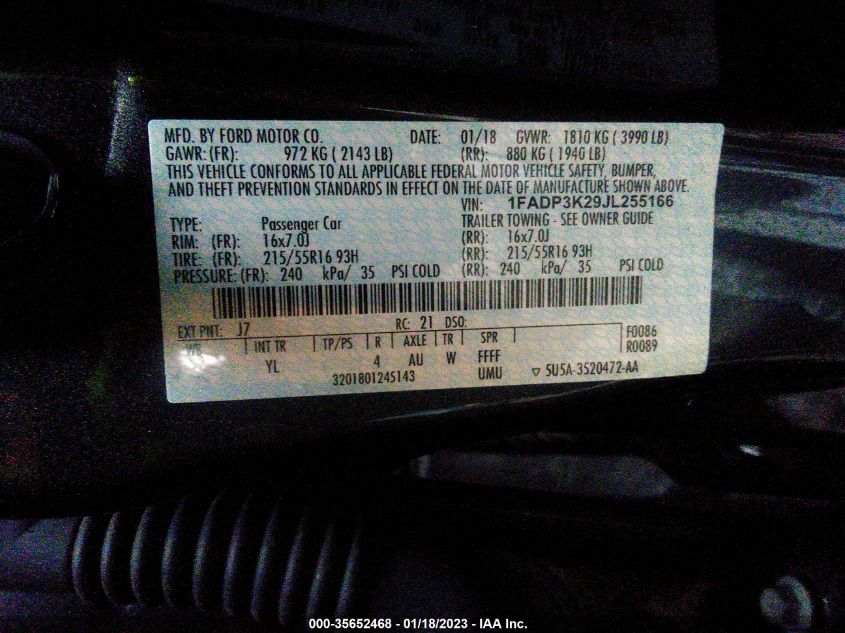 MFD. BY FORD MOTOR CO. DATE: 01/18 GVWR: 1810 KG ( 3990 LB)
GAWR: (FR): 972 KG ( 2143 LB) (RR): 880 KG ( 1940 LB)
THIS VEHICLE CONFORMS TO ALL APPLICABLE FEDERAL MOTOR VEHICLE SAFETY, BUMPER,
AND THEFT PREVENTION STANDARDS IN EFFECT ON THE DATE OF MANUFACTURE SHOWN ABOVE.
VIN: 1FADP3K29JL255166
TYPE: Passenger Car TRAILER TOWING - SEE OWNER GUIDE
RIM: (FR): 16x7.0J (RR): 16x7.0J
TIRE: (FR): 215/55R16 93H (RR): 215/55R16 93H
PRESSURE: (FR): 240 kPa/ 35 PSI COLD (RR): 240 kPa/ 35 PSI COLD
EXT PNT: J7 RC: 21 DSO: F0086
WB INT TR TP/PS R AXLE TR SPR R0089
YL 4 AU W FFFF
3201801245143 UMU ▽ 5U5A-3520472-AA
000-35652468 - 01/18/2023 - IAA Inc.